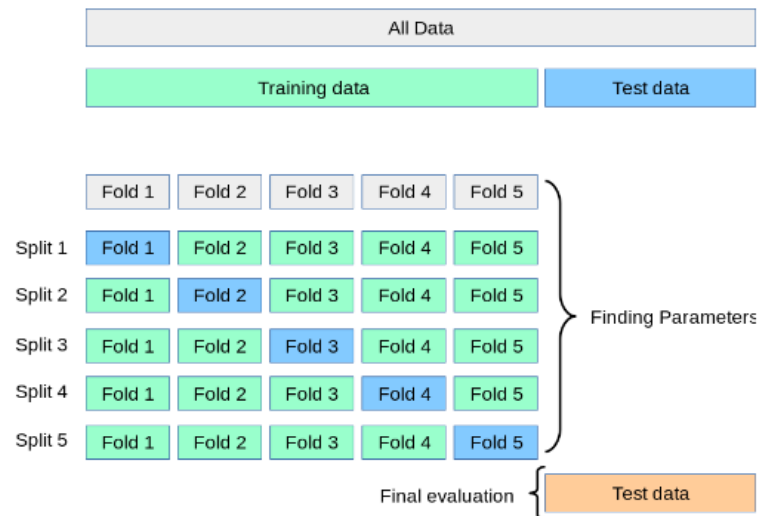 All Data
Training data Test data
Fold 1 Fold 2 Fold 3 Fold 4 Fold 5
Split 1 Fold 1 Fold 2 Fold 3 Fold 4 Fold 5
Split 2 Fold 1 Fold 2 Fold 3 Fold 4 Fold 5
Finding Parameters
Split 3 Fold 1 Fold 2 Fold 3 Fold 4 Fold 5
Split 4 Fold 1 Fold 2 Fold 3 Fold 4 Fold 5
Split 5 Fold 1 Fold 2 Fold 3 Fold 4 Fold 5
Final evaluation Test data